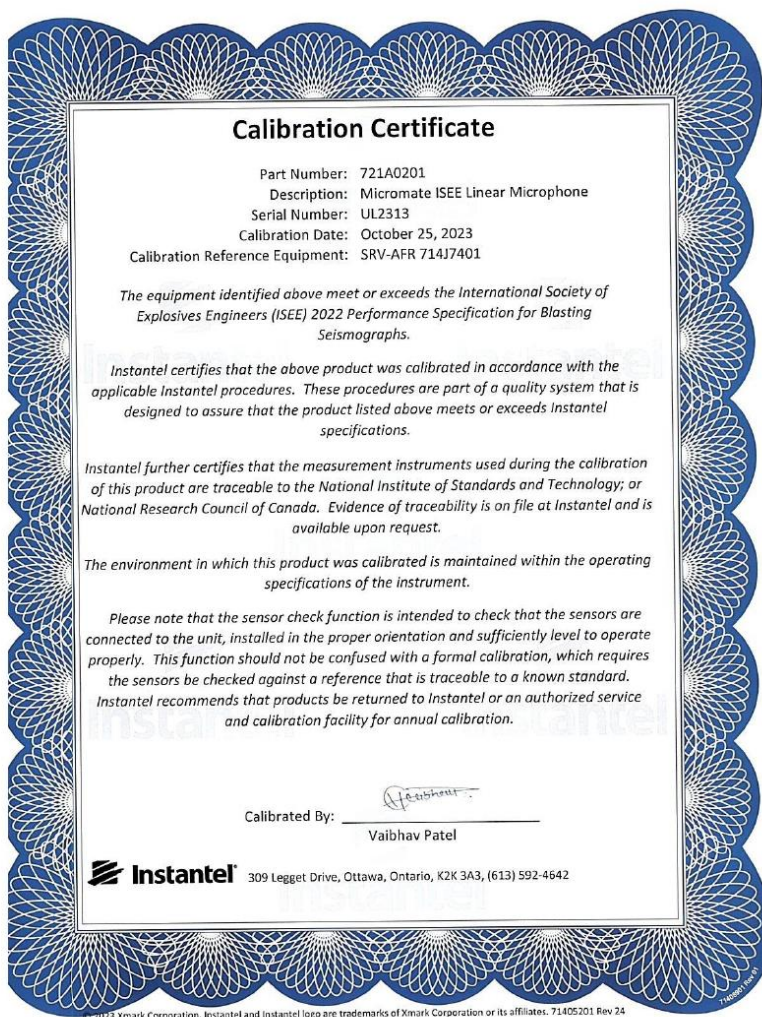 Calibration Certificate
Part Number: 721A0201
Description: Micromate ISEE Linear Microphone
Serial Number: UL2313
Calibration Date: October 25, 2023
Calibration Reference Equipment: SRV-AFR 714J7401
The equipment identified above meet or exceeds the International Society of
Explosives Engineers (ISEE) 2022 Performance Specification for Blasting
Seismographs.
Instantel certifies that the above product was calibrated in accordance with the
applicable Instantel procedures. These procedures are part of a quality system that is
designed to assure that the product listed above meets or exceeds Instantel
specifications.
Instantel further certifies that the measurement instruments used during the calibration
of this product are traceable to the National Institute of Standards and Technology; or
National Research Council of Canada. Evidence of traceability is on file at Instantel and is
available upon request.
The environment in which this product was calibrated is maintained within the operating
specifications of the instrument.
Please note that the sensor check function is intended to check that the sensors are
connected to the unit, installed in the proper orientation and sufficiently level to operate
properly. This function should not be confused with a formal calibration, which requires
the sensors be checked against a reference that is traceable to a known standard.
Instantel recommends that products be returned to Instantel or an authorized service
and calibration facility for annual calibration.
Calibrated By:
Vaibhav Patel
Instantel 309 Legget Drive, Ottawa, Ontario, K2K 3A3, (613) 592-4642
2023 Xmark Corporation. Instantel and Instantel logo are trademarks of Xmark Corporation or its affiliates. 71405201 Rev 24